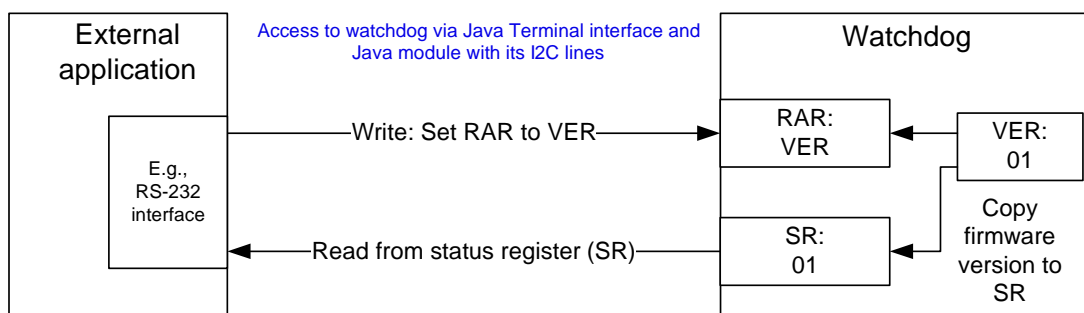 External
application
Access to watchdog via Java Terminal interface and
Java module with its I2C lines
Watchdog
E.g.,
RS-232
interface
Write: Set RAR to VER
RAR:
VER
VER:
01
Read from status register (SR)
SR:
01
Copy
firmware
version to
SR